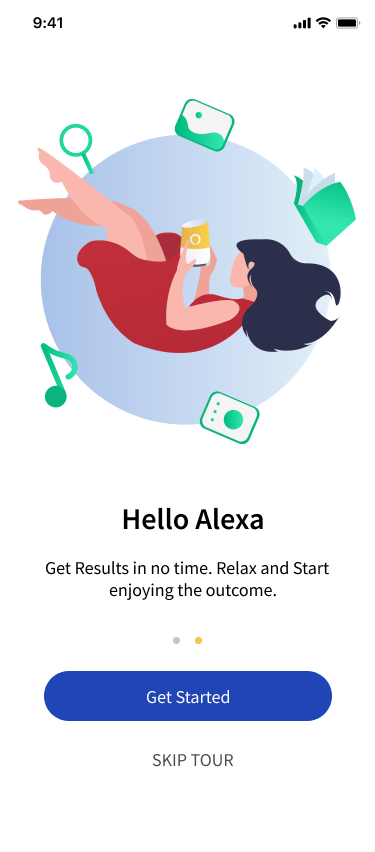 9:41
Hello Alexa
Get Results in no time. Relax and Start
enjoying the outcome.
Get Started
SKIP TOUR